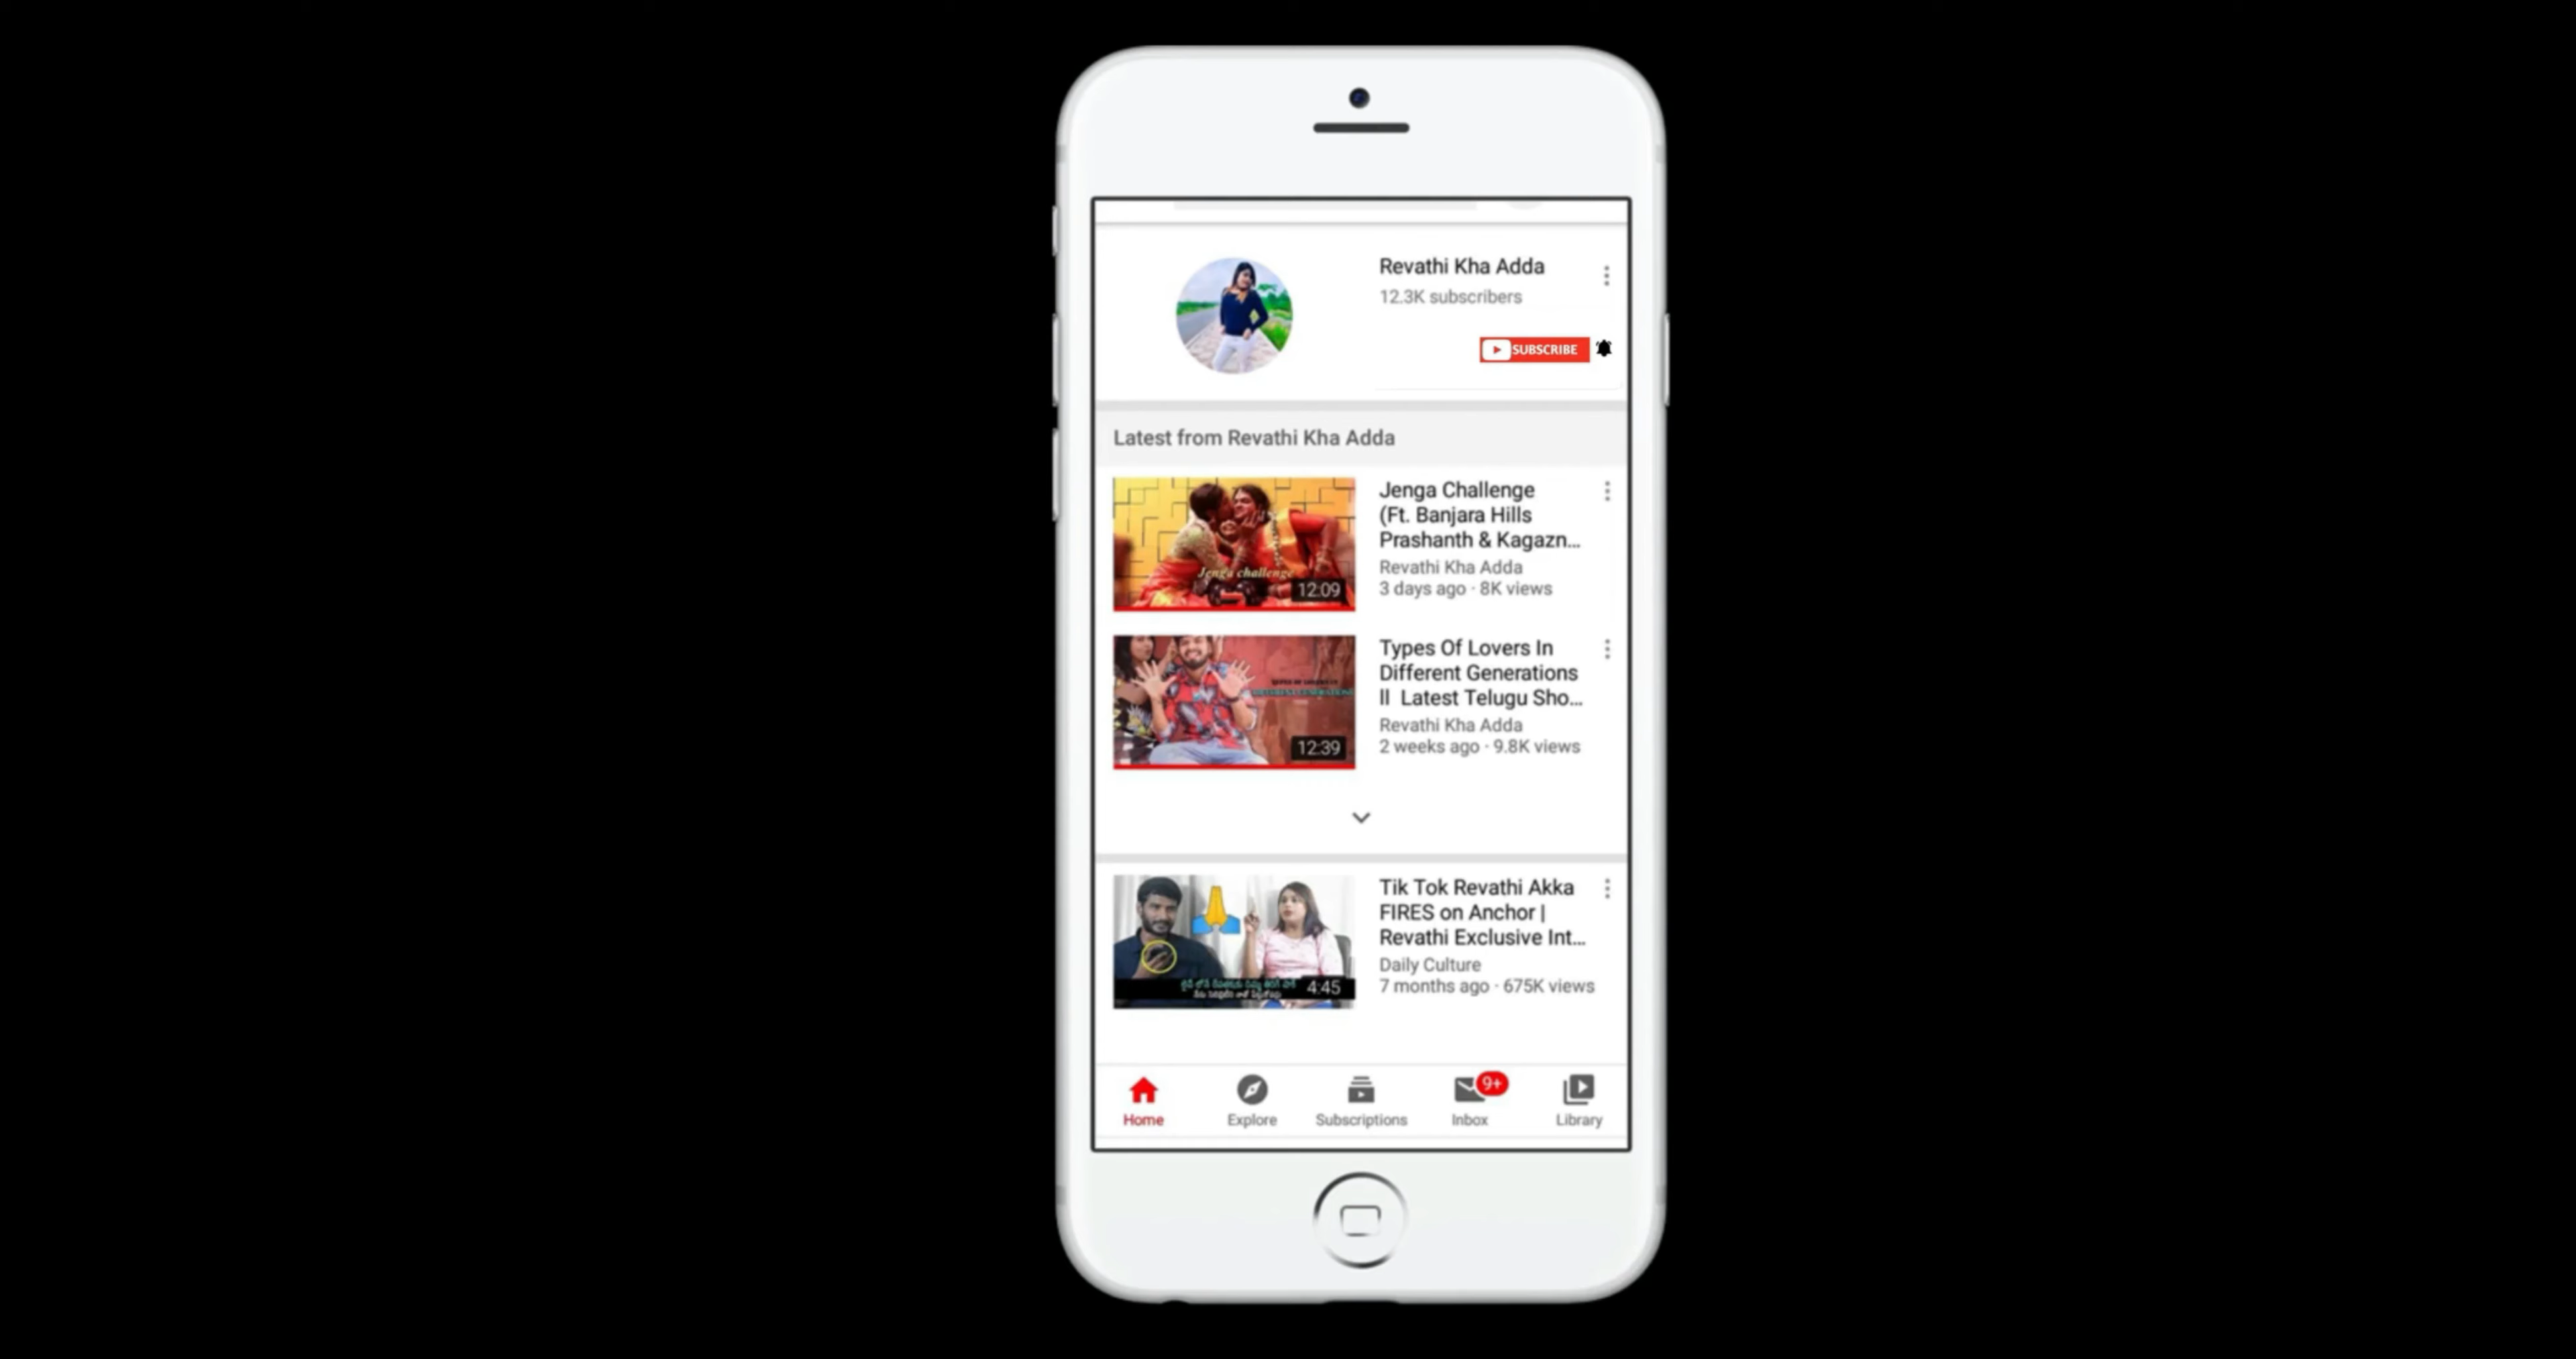 Revathi Kha Adda
12.3K subscribers
SUBSCRIBE
Latest from Revathi Kha Adda
Jenga challenge
12:09
Jenga Challenge
(Ft. Banjara Hills
Prashanth & Kagazn...
Revathi Kha Adda
3 days ago · 8K views
12:39
Types Of Lovers In
Different Generations
ll Latest Telugu Sho...
Revathi Kha Adda
2 weeks ago · 9.8K views
4:45
Tik Tok Revathi Akka
FIRES on Anchor |
Revathi Exclusive Int...
Daily Culture
7 months ago · 675K views
Home
Explore
Subscriptions
9+
Inbox
Library